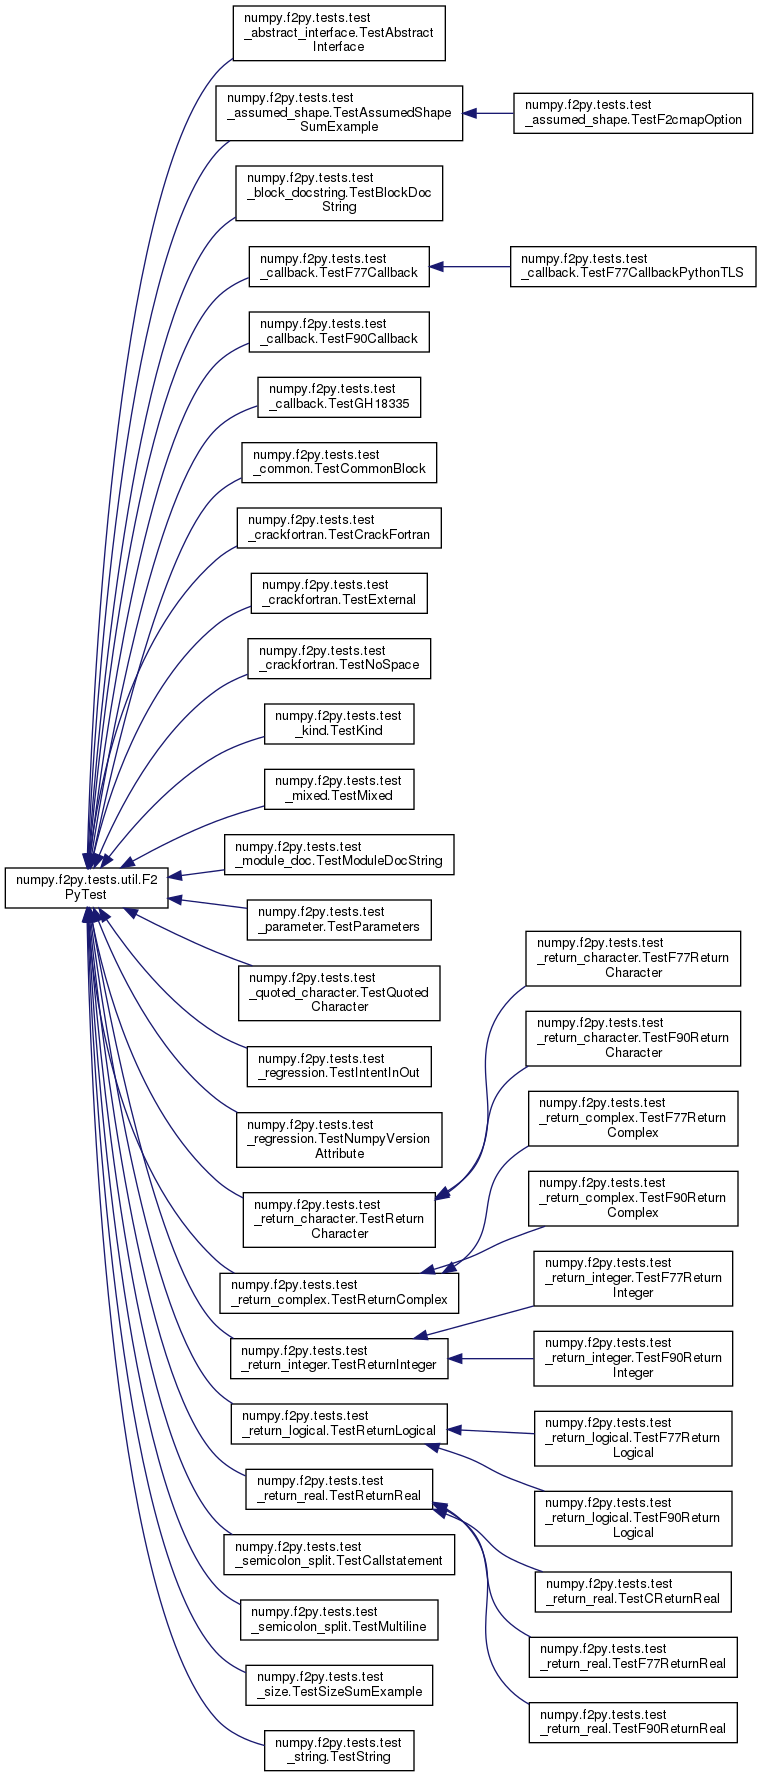 numpy.f2py.tests.test
_abstract_interface.TestAbstract
Interface
numpy.f2py.tests.test
_assumed_shape.TestAssumedShape
SumExample
numpy.f2py.tests.test
_assumed_shape.TestF2cmapOption
numpy.f2py.tests.test
_block_docstring.TestBlockDoc
String
numpy.f2py.tests.test
_callback.TestF77Callback
numpy.f2py.tests.test
_callback.TestF77CallbackPythonTLS
numpy.f2py.tests.test
_callback.TestF90Callback
numpy.f2py.tests.test
_callback.TestGH18335
numpy.f2py.tests.test
_common.TestCommonBlock
numpy.f2py.tests.test
_crackfortran.TestCrackFortran
numpy.f2py.tests.test
_crackfortran.TestExternal
numpy.f2py.tests.test
_crackfortran.TestNoSpace
numpy.f2py.tests.test
_kind.TestKind
numpy.f2py.tests.test
_mixed.TestMixed
numpy.f2py.tests.test
_module_doc.TestModuleDocString
numpy.f2py.tests.util.F2
PyTest
numpy.f2py.tests.test
_parameter.TestParameters
numpy.f2py.tests.test
_quoted_character.TestQuoted
Character
numpy.f2py.tests.test
_regression.TestIntentInOut
numpy.f2py.tests.test
_regression.TestNumpyVersion
Attribute
numpy.f2py.tests.test
_return_character.TestReturn
Character
numpy.f2py.tests.test
_return_character.TestF77Return
Character
numpy.f2py.tests.test
_return_character.TestF90Return
Character
numpy.f2py.tests.test
_return_complex.TestReturnComplex
numpy.f2py.tests.test
_return_complex.TestF77Return
Complex
numpy.f2py.tests.test
_return_complex.TestF90Return
Complex
numpy.f2py.tests.test
_return_integer.TestReturnInteger
numpy.f2py.tests.test
_return_integer.TestF77Return
Integer
numpy.f2py.tests.test
_return_integer.TestF90Return
Integer
numpy.f2py.tests.test
_return_logical.TestReturnLogical
numpy.f2py.tests.test
_return_logical.TestF77Return
Logical
numpy.f2py.tests.test
_return_logical.TestF90Return
Logical
numpy.f2py.tests.test
_return_real.TestReturnReal
numpy.f2py.tests.test
_return_real.TestCReturnReal
numpy.f2py.tests.test
_return_real.TestF77ReturnReal
numpy.f2py.tests.test
_return_real.TestF90ReturnReal
numpy.f2py.tests.test
_semicolon_split.TestCallstatement
numpy.f2py.tests.test
_semicolon_split.TestMultiline
numpy.f2py.tests.test
_size.TestSizeSumExample
numpy.f2py.tests.test
_string.TestString